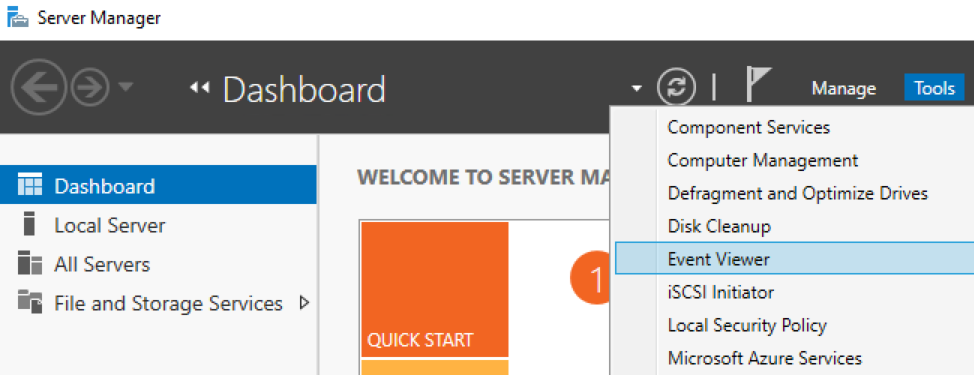 Server Manager
Dashboard
Manage
Tools
Dashboard
Local Server
All Servers
File and Storage Services
WELCOME TO SERVER MA
1
QUICK START
Component Services
Computer Management
Defragment and Optimize Drives
Disk Cleanup
Event Viewer
iSCSI Initiator
Local Security Policy
Microsoft Azure Services